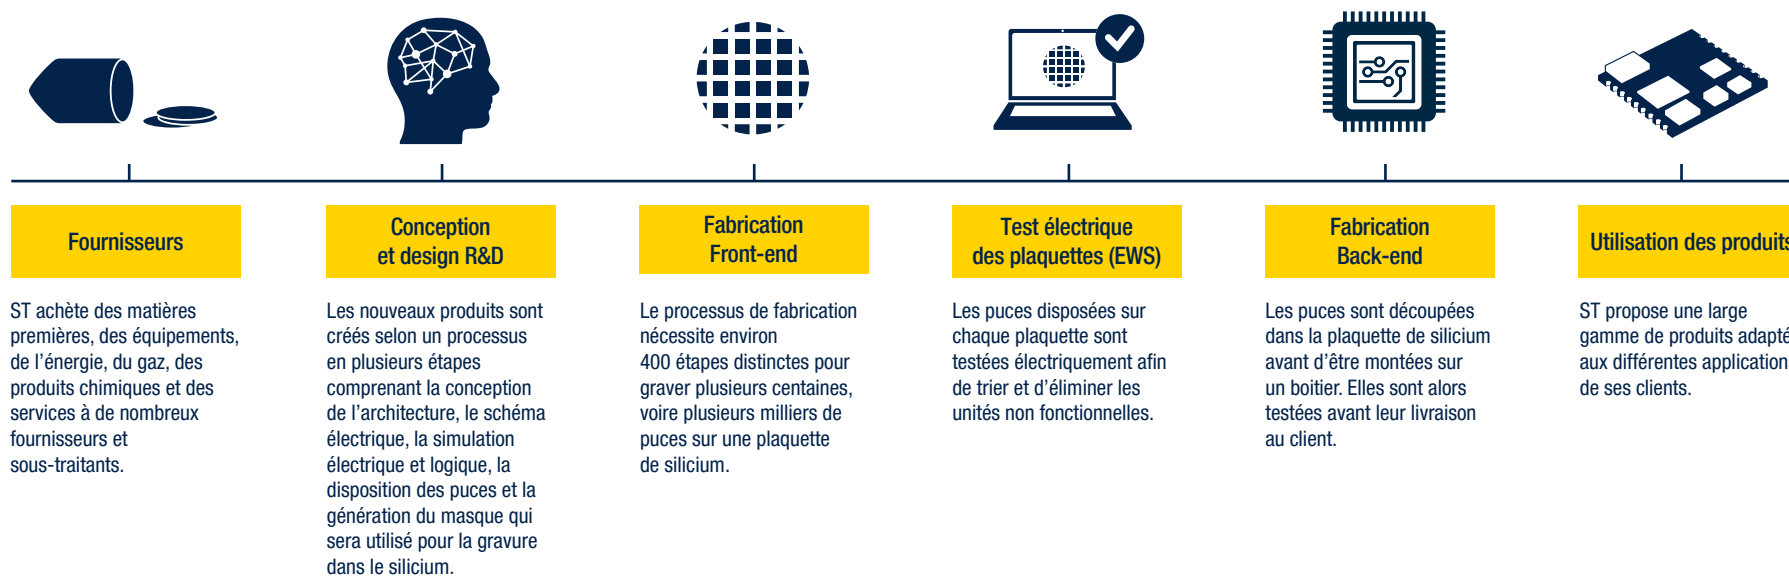 Fournisseurs
ST achète des matières
premières, des équipements,
de l’énergie, du gaz, des
produits chimiques et des
services à de nombreux
fournisseurs et
sous-traitants.
Conception
et design R&D
Les nouveaux produits sont
créés selon un processus
en plusieurs étapes
comprenant la conception
de l’architecture, le schéma
électrique, la simulation
électrique et logique, la
disposition des puces et la
génération du masque qui
sera utilisé pour la gravure
dans le silicium.
Fabrication
Front-end
Le processus de fabrication
nécessite environ
400 étapes distinctes pour
graver plusieurs centaines,
voire plusieurs milliers de
puces sur une plaquette
de silicium.
Test électrique
des plaquettes (EWS)
Les puces disposées sur
chaque plaquette sont
testées électriquement afin
de trier et d’éliminer les
unités non fonctionnelles.
Fabrication
Back-end
Les puces sont découpées
dans la plaquette de silicium
avant d’être montées sur
un boitier. Elles sont alors
testées avant leur livraison
au client.
Utilisation des produits
ST propose une large
gamme de produits adapté
aux différentes application
de ses clients.